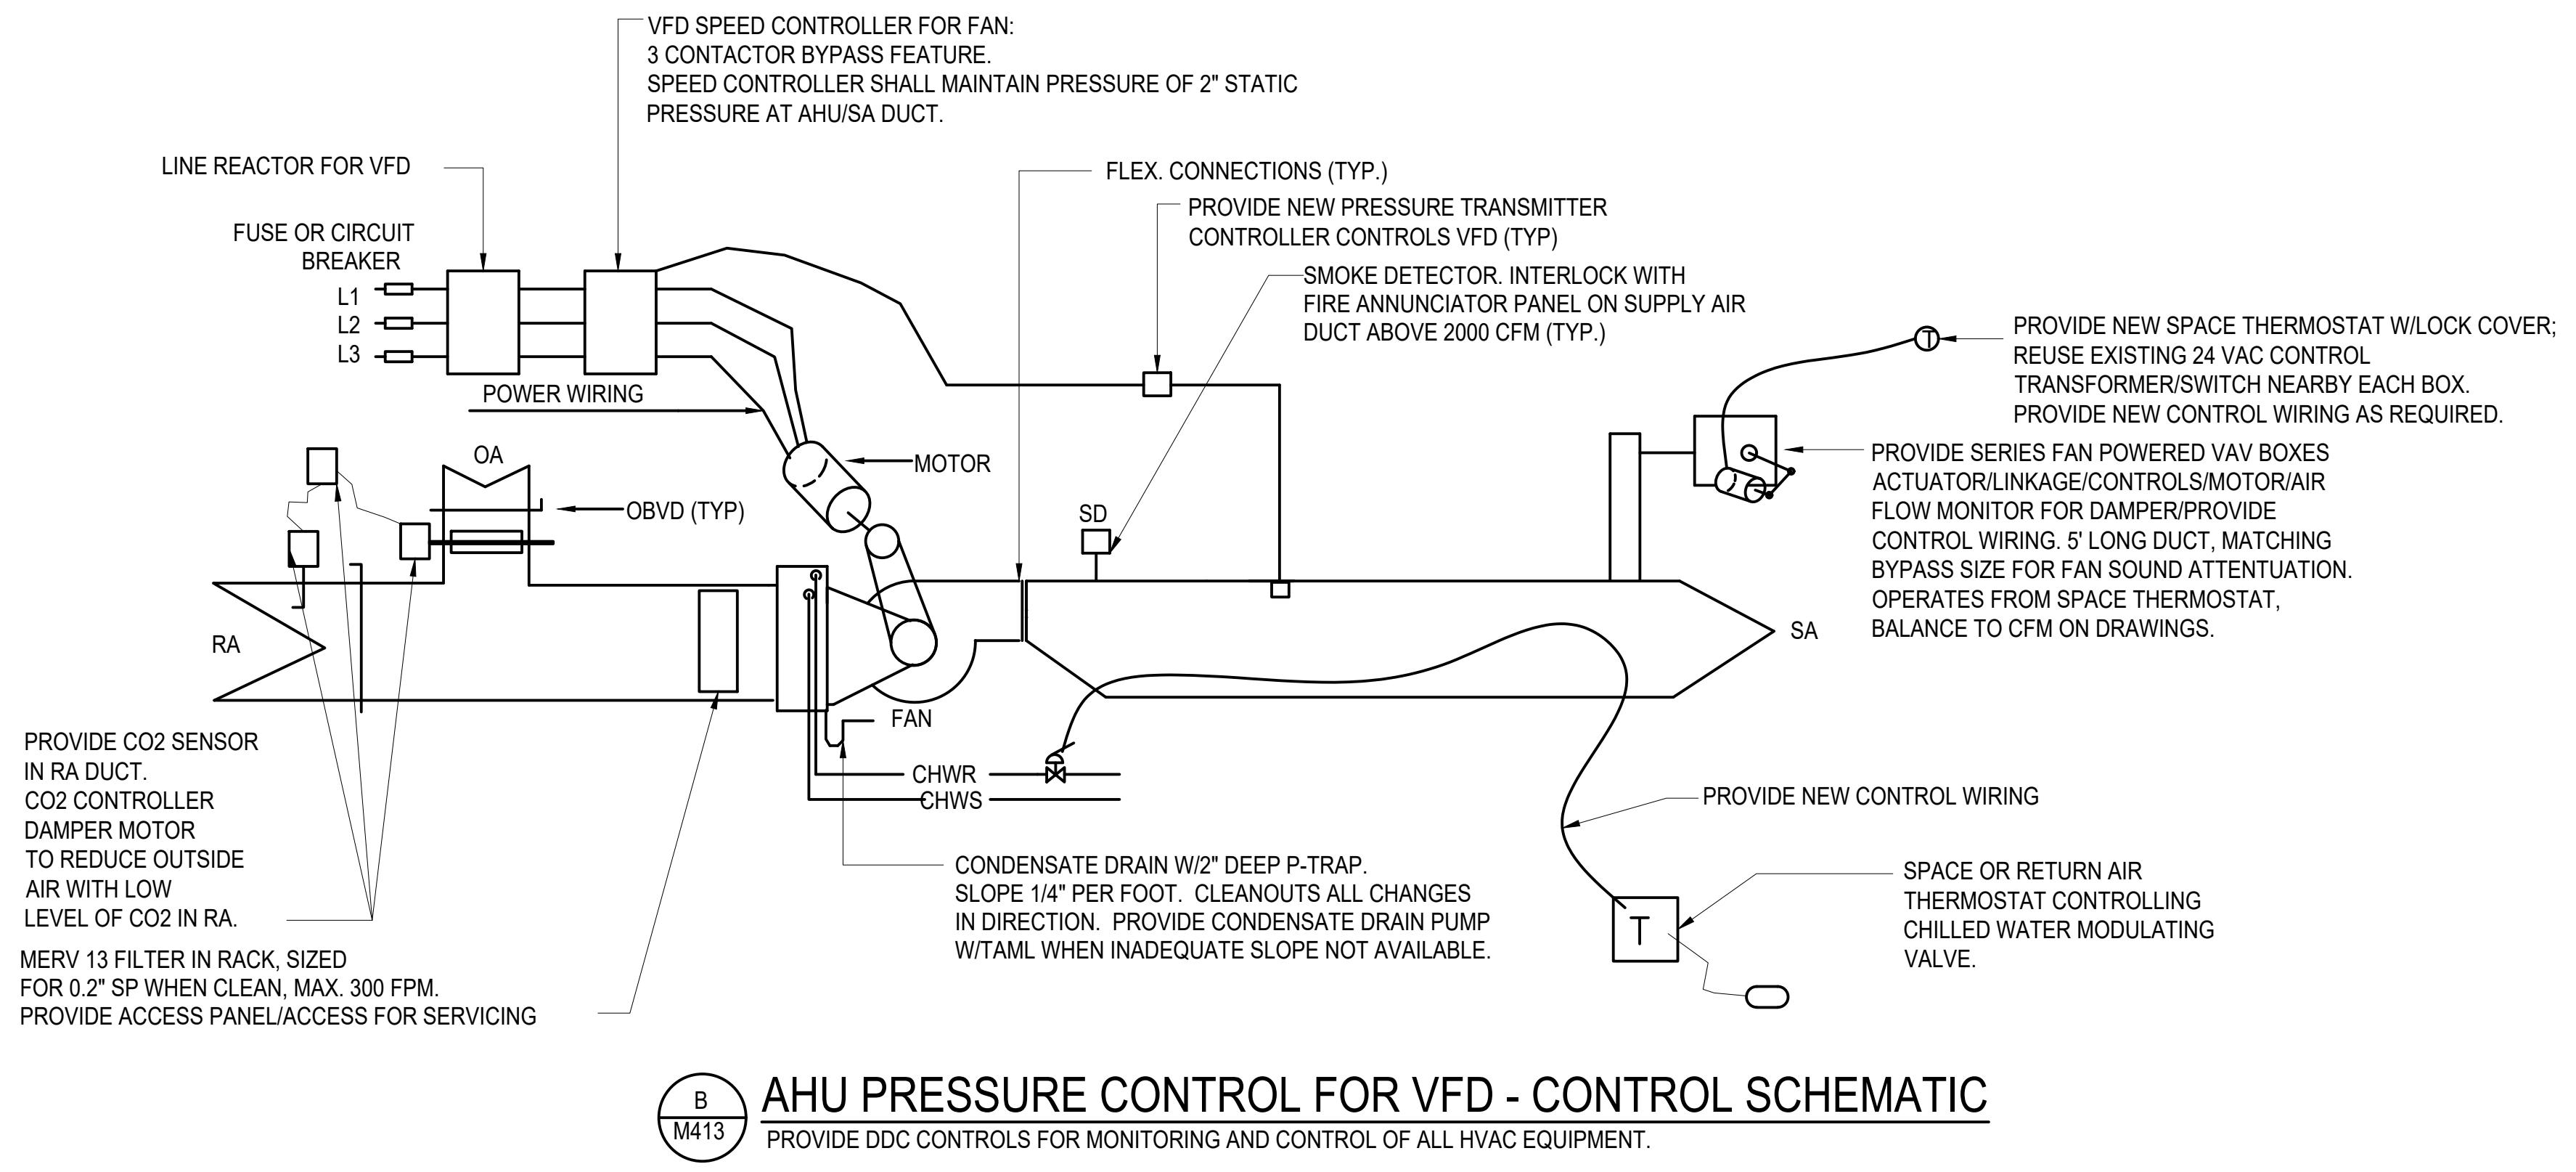 VFD SPEED CONTROLLER FOR FAN:
3 CONTACTOR BYPASS FEATURE.
SPEED CONTROLLER SHALL MAINTAIN PRESSURE OF 2" STATIC
PRESSURE AT AHU/SA DUCT.
LINE REACTOR FOR VFD
FLEX. CONNECTIONS (TYP.)
PROVIDE NEW PRESSURE TRANSMITTER
CONTROLLER CONTROLS VFD (TYP)
FUSE OR CIRCUIT
BREAKER
L1
L2
L3
SMOKE DETECTOR. INTERLOCK WITH
FIRE ANNUNCIATOR PANEL ON SUPPLY AIR
DUCT ABOVE 2000 CFM (TYP.)
T
PROVIDE NEW SPACE THERMOSTAT W/LOCK COVER;
REUSE EXISTING 24 VAC CONTROL
TRANSFORMER/SWITCH NEARBY EACH BOX.
PROVIDE NEW CONTROL WIRING AS REQUIRED.
POWER WIRING
OA
MOTOR
OBVD (TYP)
SD
PROVIDE SERIES FAN POWERED VAV BOXES
ACTUATOR/LINKAGE/CONTROLS/MOTOR/AIR
FLOW MONITOR FOR DAMPER/PROVIDE
CONTROL WIRING. 5' LONG DUCT, MATCHING
BYPASS SIZE FOR FAN SOUND ATTENTUATION.
OPERATES FROM SPACE THERMOSTAT,
BALANCE TO CFM ON DRAWINGS.
RA
SA
FAN
CHWR
CHWS
PROVIDE CO2 SENSOR
IN RA DUCT.
CO2 CONTROLLER
DAMPER MOTOR
TO REDUCE OUTSIDE
AIR WITH LOW
LEVEL OF CO2 IN RA.
PROVIDE NEW CONTROL WIRING
CONDENSATE DRAIN W/2" DEEP P-TRAP.
SLOPE 1/4" PER FOOT. CLEANOUTS ALL CHANGES
IN DIRECTION. PROVIDE CONDENSATE DRAIN PUMP
W/TAML WHEN INADEQUATE SLOPE NOT AVAILABLE.
T
SPACE OR RETURN AIR
THERMOSTAT CONTROLLING
CHILLED WATER MODULATING
VALVE.
MERV 13 FILTER IN RACK, SIZED
FOR 0.2" SP WHEN CLEAN, MAX. 300 FPM.
PROVIDE ACCESS PANEL/ACCESS FOR SERVICING
B
M413
AHU PRESSURE CONTROL FOR VFD - CONTROL SCHEMATIC
PROVIDE DDC CONTROLS FOR MONITORING AND CONTROL OF ALL HVAC EQUIPMENT.